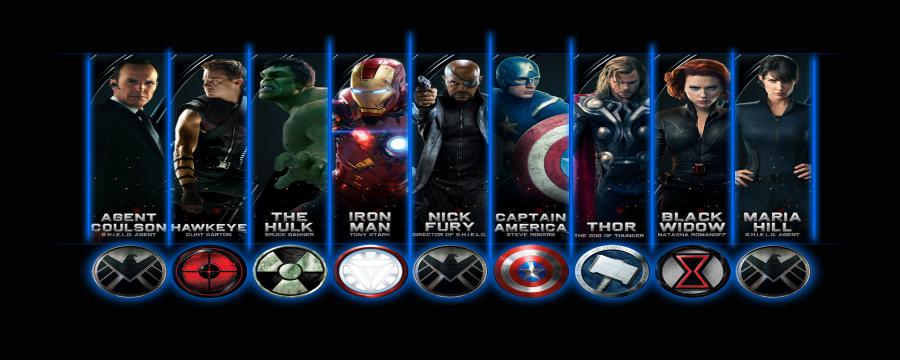 AGENT
COULSON
S.H.I.E.L.D. AGENT
HAWKEYE
CLINT BARTON
THE
HULK
BRUCE BANNER
IRON
MAN
TONY STARK
NICK
FURY
DIRECTOR OF S.H.I.E.L.D.
CAPTAIN
AMERICA
STEVE ROGERS
THOR
THE GOD OF THUNDER
BLACK
WIDOW
NATASHA ROMANOFF
MARIA
HILL
S.H.I.E.L.D. AGENT